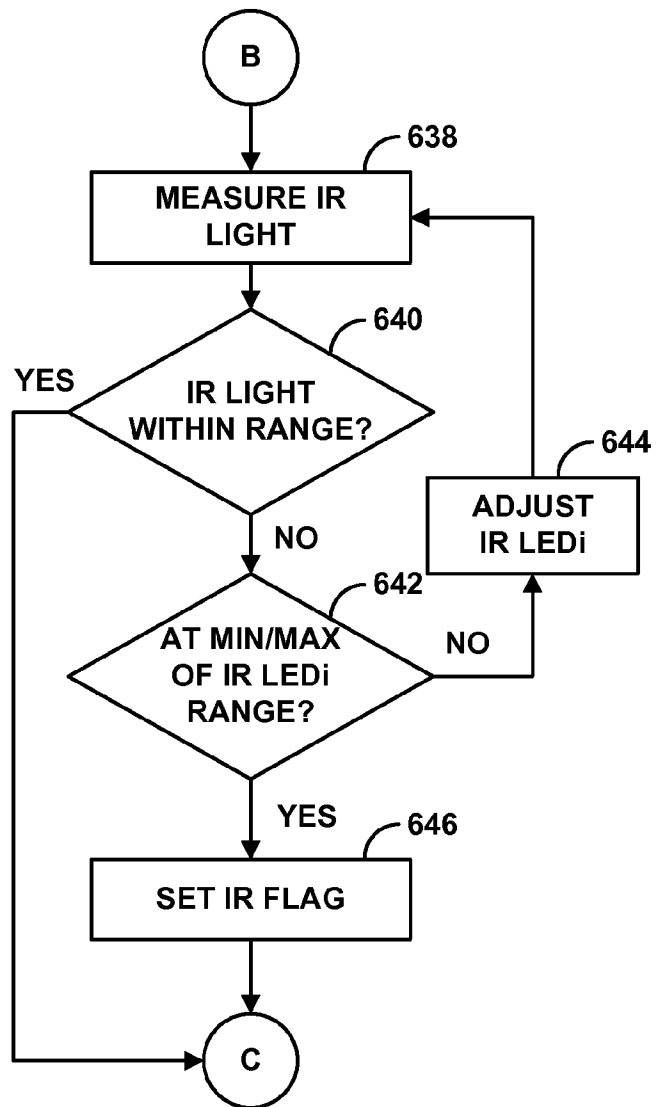 B
638
MEASURE IR
LIGHT
640
YES
IR LIGHT
WITHIN RANGE?
644
ADJUST
IR LEDi
NO
642
AT MIN/MAX
OF IR LEDi
RANGE?
NO
YES
646
SET IR FLAG
C